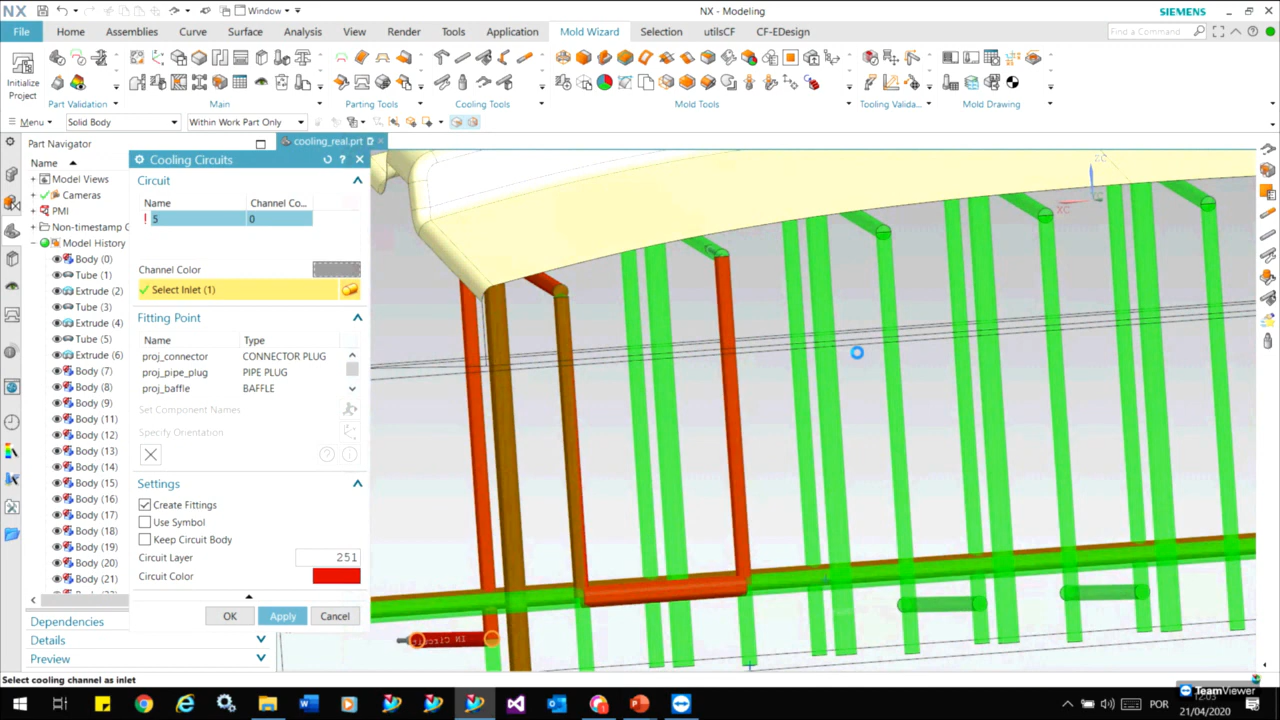 NX
Window
NX - Modeling
SIEMENS
File
Home
Assemblies
Curve
Surface
Analysis
View
Render
Tools
Application
Mold Wizard
Selection
utilsCF
CF-EDesign
Find a Command
Initialize
Project
Part Validation
Main
Parting Tools
Cooling Tools
Mold Tools
Tooling Valida...
Mold Drawing
Menu
Solid Body
Within Work Part Only
Part Navigator
cooling_real.prt
Name
Model Views
Cameras
PMI
Non-timestamp C
Model History
Body (0)
Tube (1)
Extrude (2)
Tube (3)
Extrude (4)
Tube (5)
Extrude (6)
Body (7)
Body (8)
Body (9)
Body (11)
Body (12)
Body (13)
Body (14)
Body (15)
Body (16)
Body (17)
Body (18)
Body (19)
Body (20)
Body (21)
Dependencies
Details
Preview
Cooling Circuits
Circuit
Name
Channel Co...
! 5
0
Channel Color
Select Inlet (1)
Fitting Point
Name
Type
proj_connector
CONNECTOR PLUG
proj_pipe_plug
PIPE PLUG
proj_baffle
BAFFLE
Set Component Names
Specify Orientation
Settings
Create Fittings
Use Symbol
Keep Circuit Body
Circuit Layer
251
Circuit Color
OK
Apply
Cancel
ZC
XC
Select cooling channel as inlet
TeamViewer
POR
12:03
21/04/2020